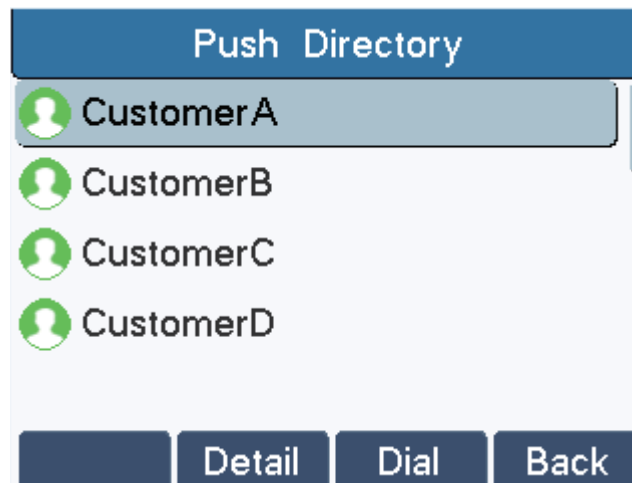 Push Directory
CustomerA
CustomerB
CustomerC
CustomerD
Detail Dial Back